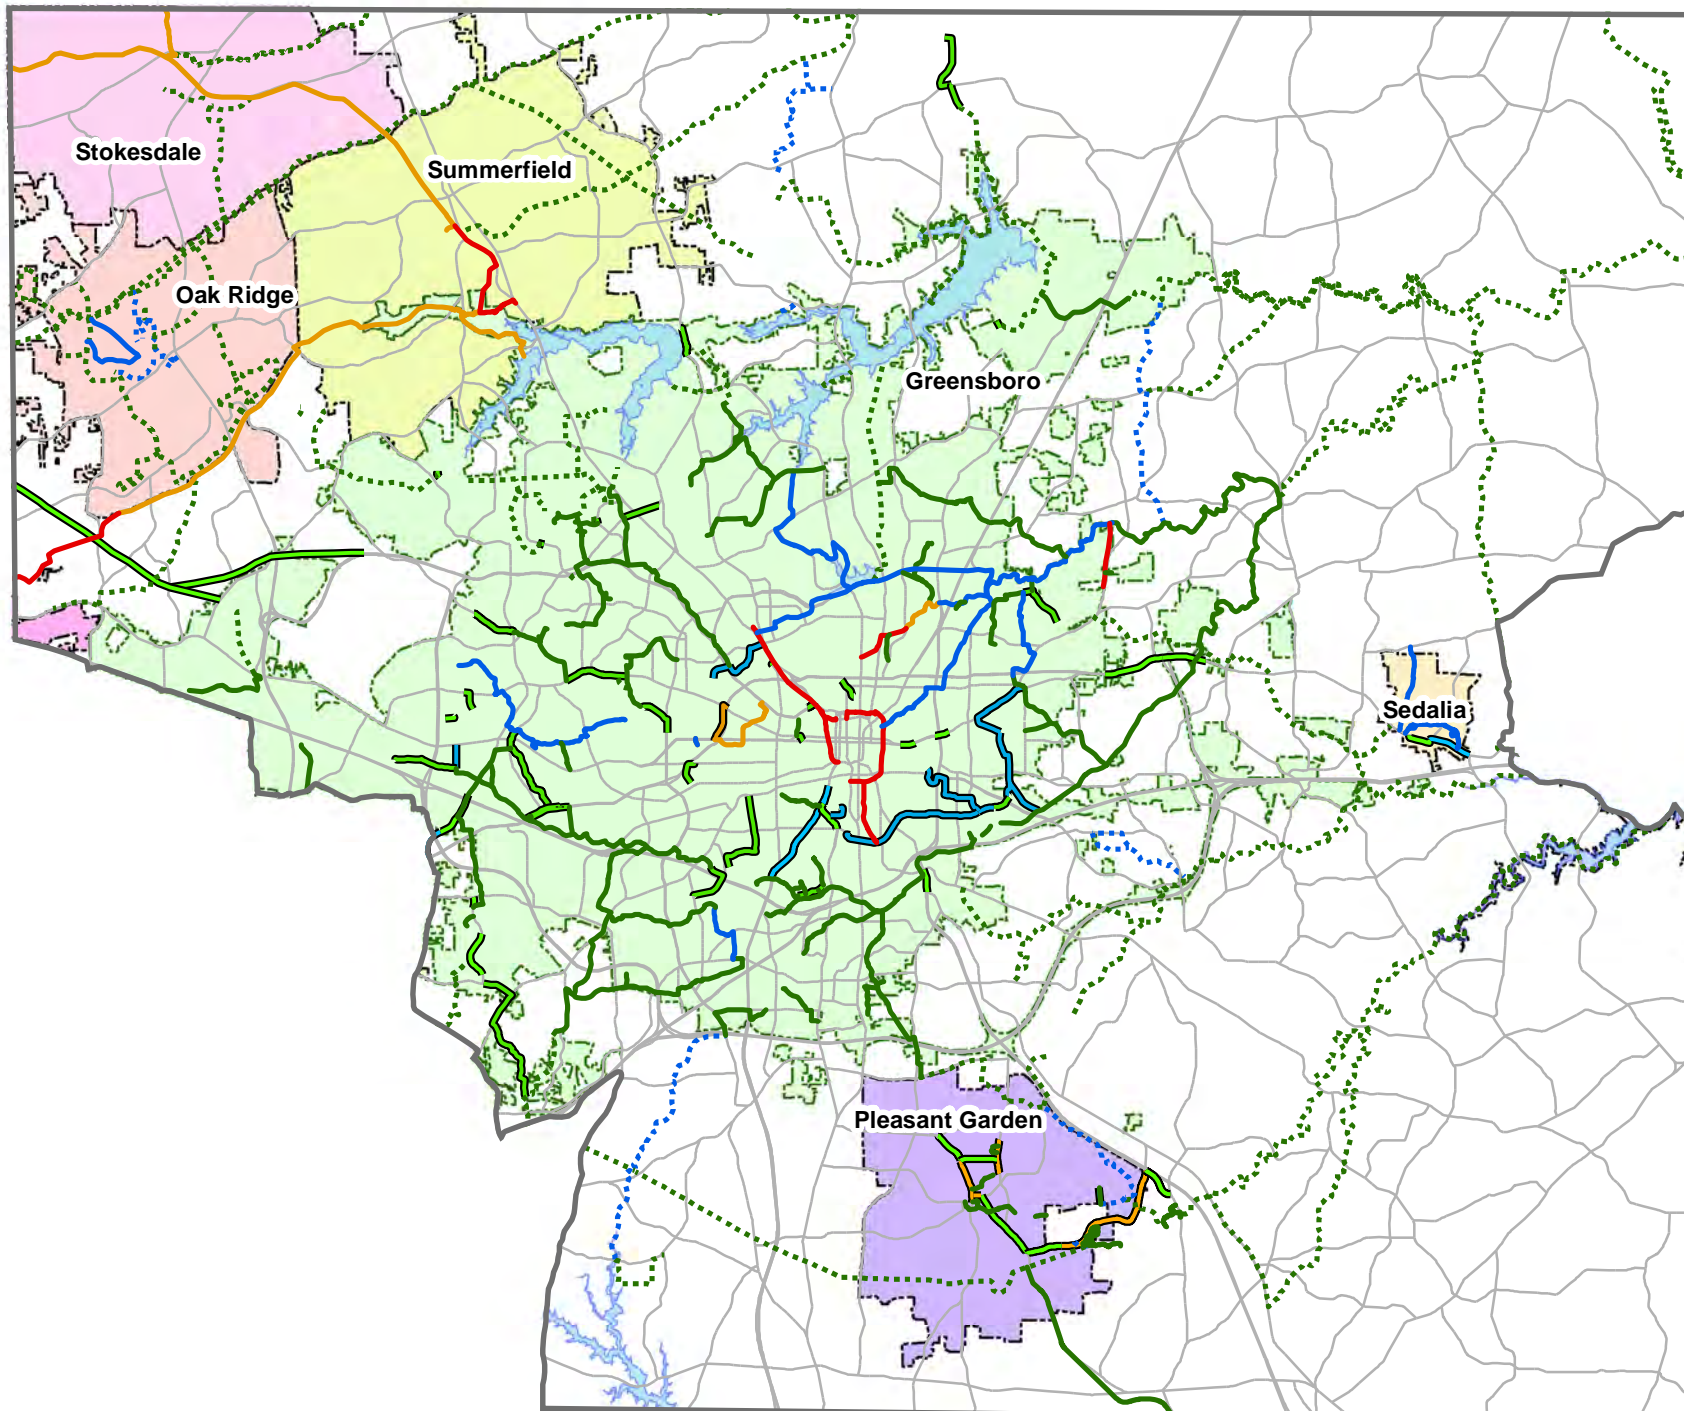 Stokesdale
Summerfield
Oak Ridge
Greensboro
Sedalia
Pleasant Garden